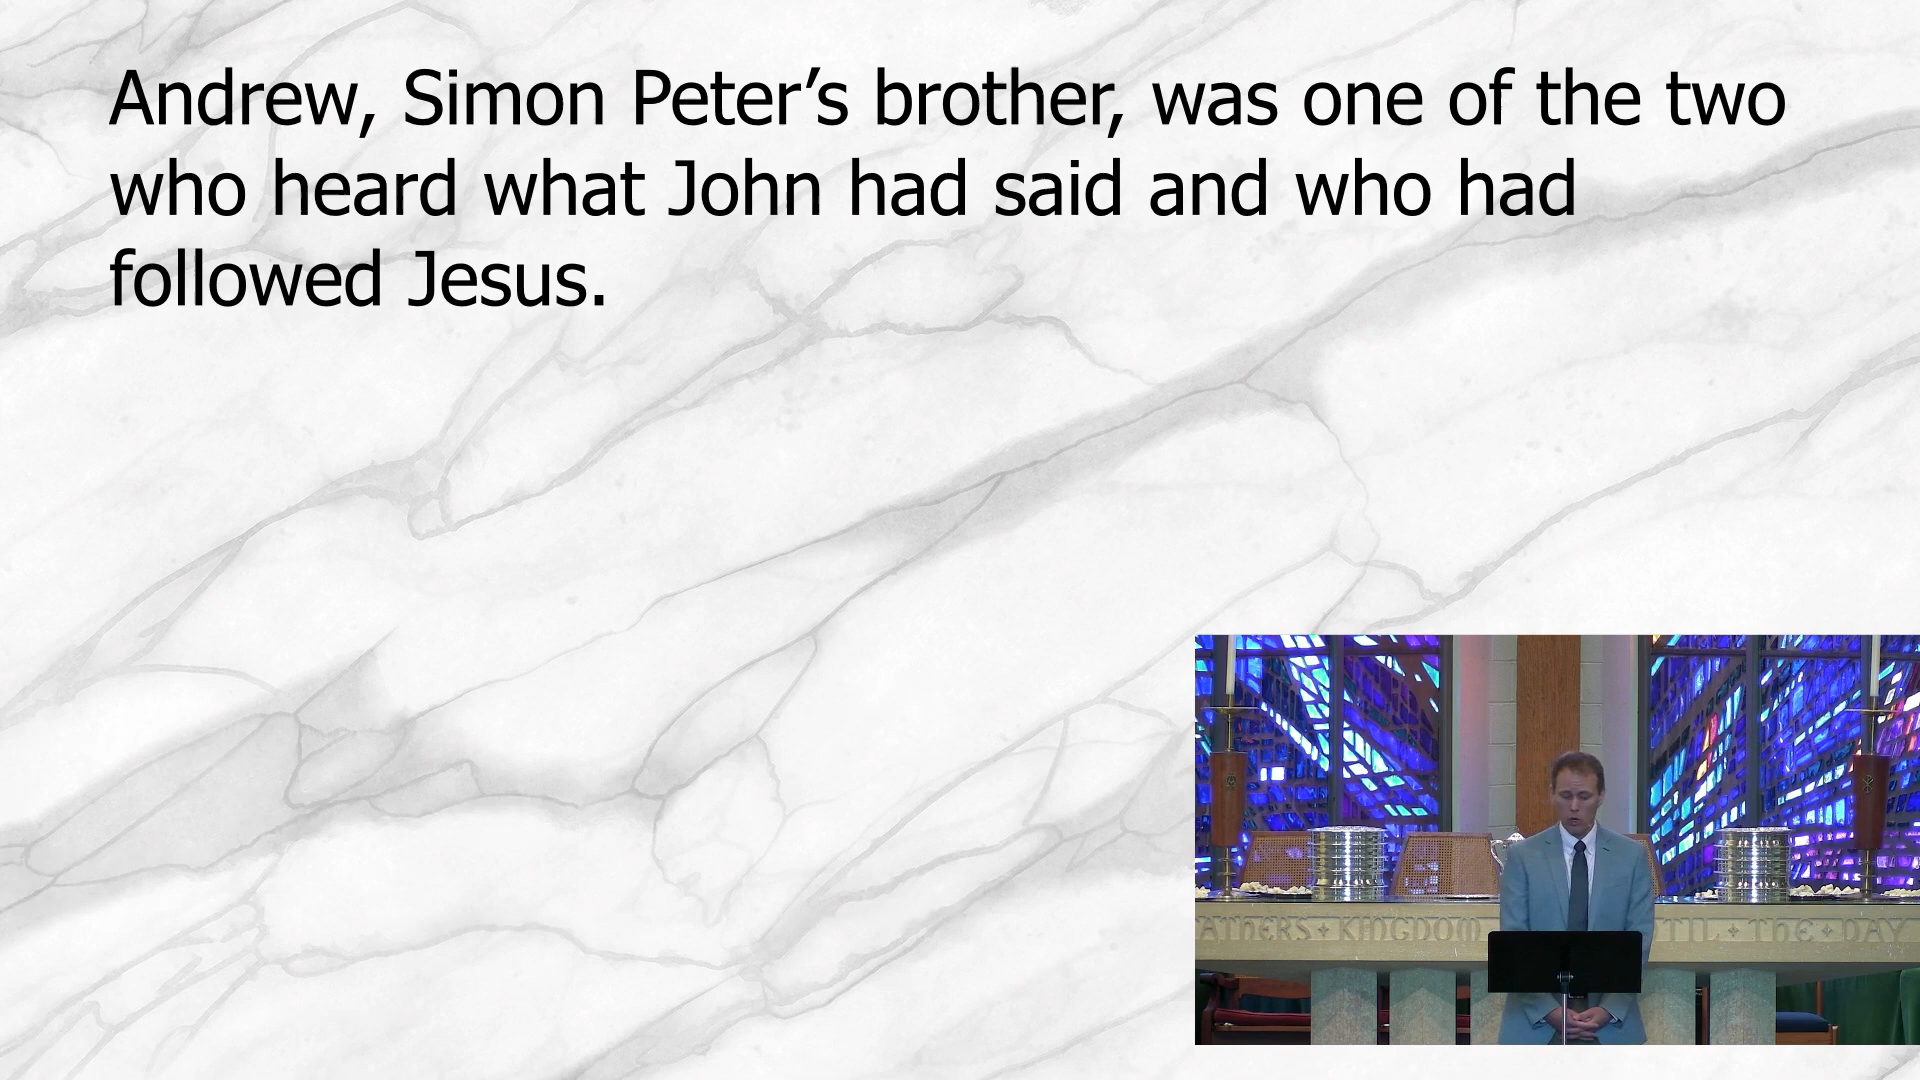 Andrew, Simon Peter’s brother, was one of the two
who heard what John had said and who had
followed Jesus.
KINGDOM
THE DAY